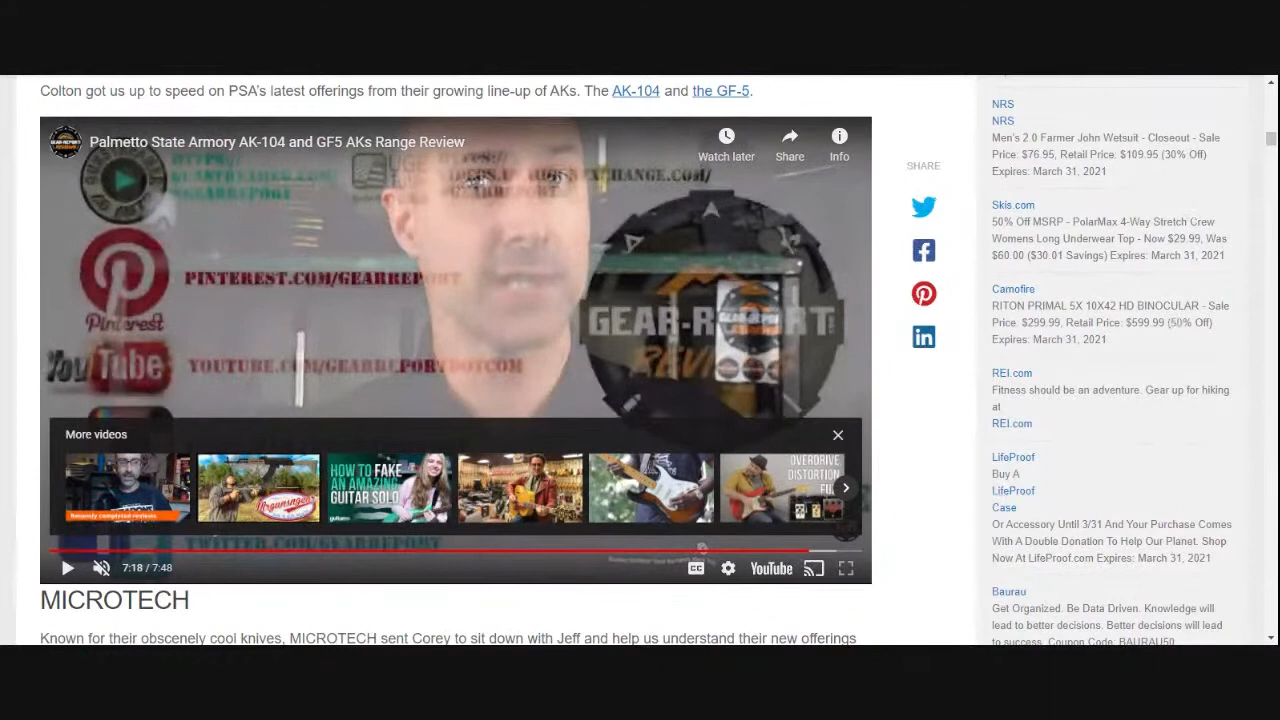 Colton got us up to speed on PSA's latest offerings from their growing line-up of AKs. The AK-104 and the GF-5.
Palmetto State Armory AK-104 and GF5 AKs Range Review
Watch later
Share
Info
Pinterest
PINTEREST.COM/GEARREPORT
YouTube
YOUTUBE.COM/GEARREPORTDOTCOM
GEAR-REPORT
More videos
HOW TO FAKE
AN AMAZING
GUITAR SOLO
OVERDRIVE
DISTORTION
7:18 / 7:48
CC
YouTube
MICROTECH
Known for their obscenely cool knives, MICROTECH sent Corey to sit down with Jeff and help us understand their new offerings
SHARE
NRS
NRS
Men's 2.0 Farmer John Wetsuit - Closeout - Sale
Price: $76.95, Retail Price: $109.95 (30% Off)
Expires: March 31, 2021
Skis.com
50% Off MSRP - PolarMax 4-Way Stretch Crew
Womens Long Underwear Top - Now $29.99, Was
$60.00 ($30.01 Savings) Expires: March 31, 2021
Camofire
RITON PRIMAL 5X 10X42 HD BINOCULAR - Sale
Price: $299.99, Retail Price: $599.99 (50% Off)
Expires: March 31, 2021
REI.com
Fitness should be an adventure. Gear up for hiking
at
REI.com
LifeProof
Buy A
LifeProof
Case
Or Accessory Until 3/31 And Your Purchase Comes
With A Double Donation To Help Our Planet. Shop
Now At LifeProof.com Expires: March 31, 2021
Baurau
Get Organized. Be Data Driven. Knowledge will
lead to better decisions. Better decisions will lead
to success. Coupon Code: BAURAU50